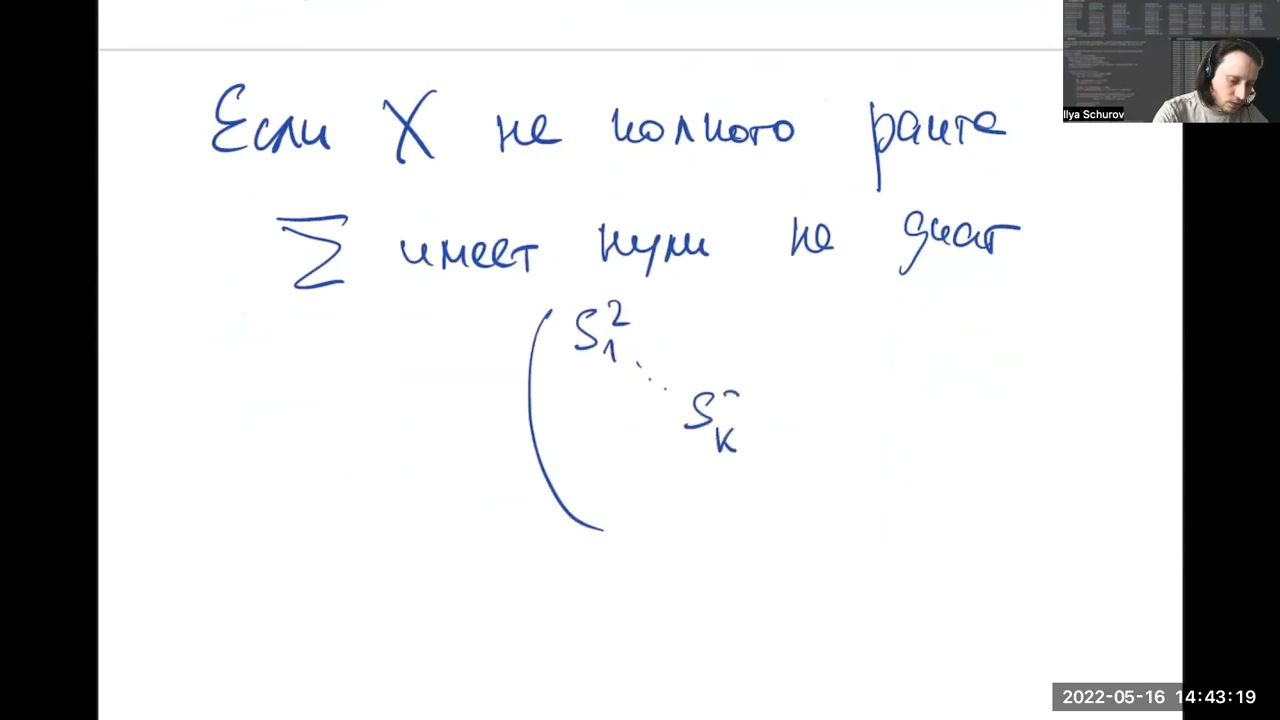 Если X не полного ранга
Σ имеет нули на диаг
S₁²
⋱
Sₖ
Ilya Schurov
2022-05-16 14:43:19